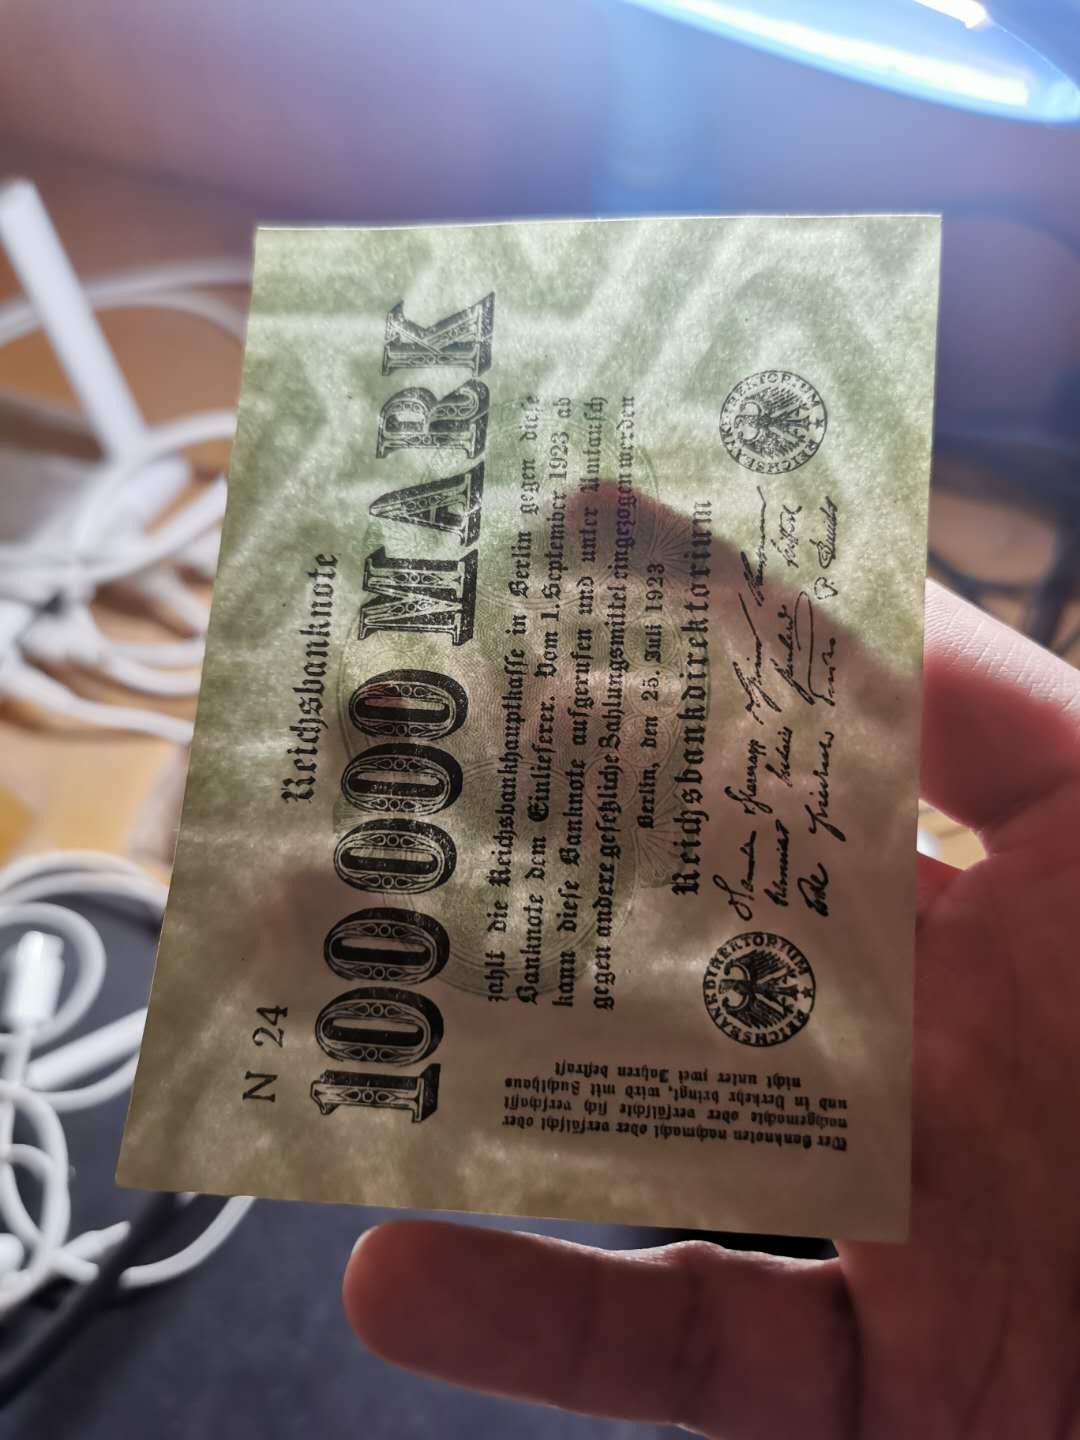 Reichsbanknote
N 24
100000 MARK
zahlt die Reichsbankhauptkasse in Berlin gegen diese
Banknote dem Einlieferer. Vom 1. September 1923 ab
kann diese Banknote aufgerufen und unter Umtausch
gegen andere gesetzliche Zahlungsmittel eingezogen werden
Berlin, den 25. Juli 1923
Reichsbankdirektorium
REICHSBANKDIREKTORIUM
REICHSBANKDIREKTORIUM
Wer Banknoten nachmacht oder verfälscht oder
nachgemachte oder verfälschte sich verschafft
und in Verkehr bringt, wird mit Zuchthaus
nicht unter zwei Jahren bestraft